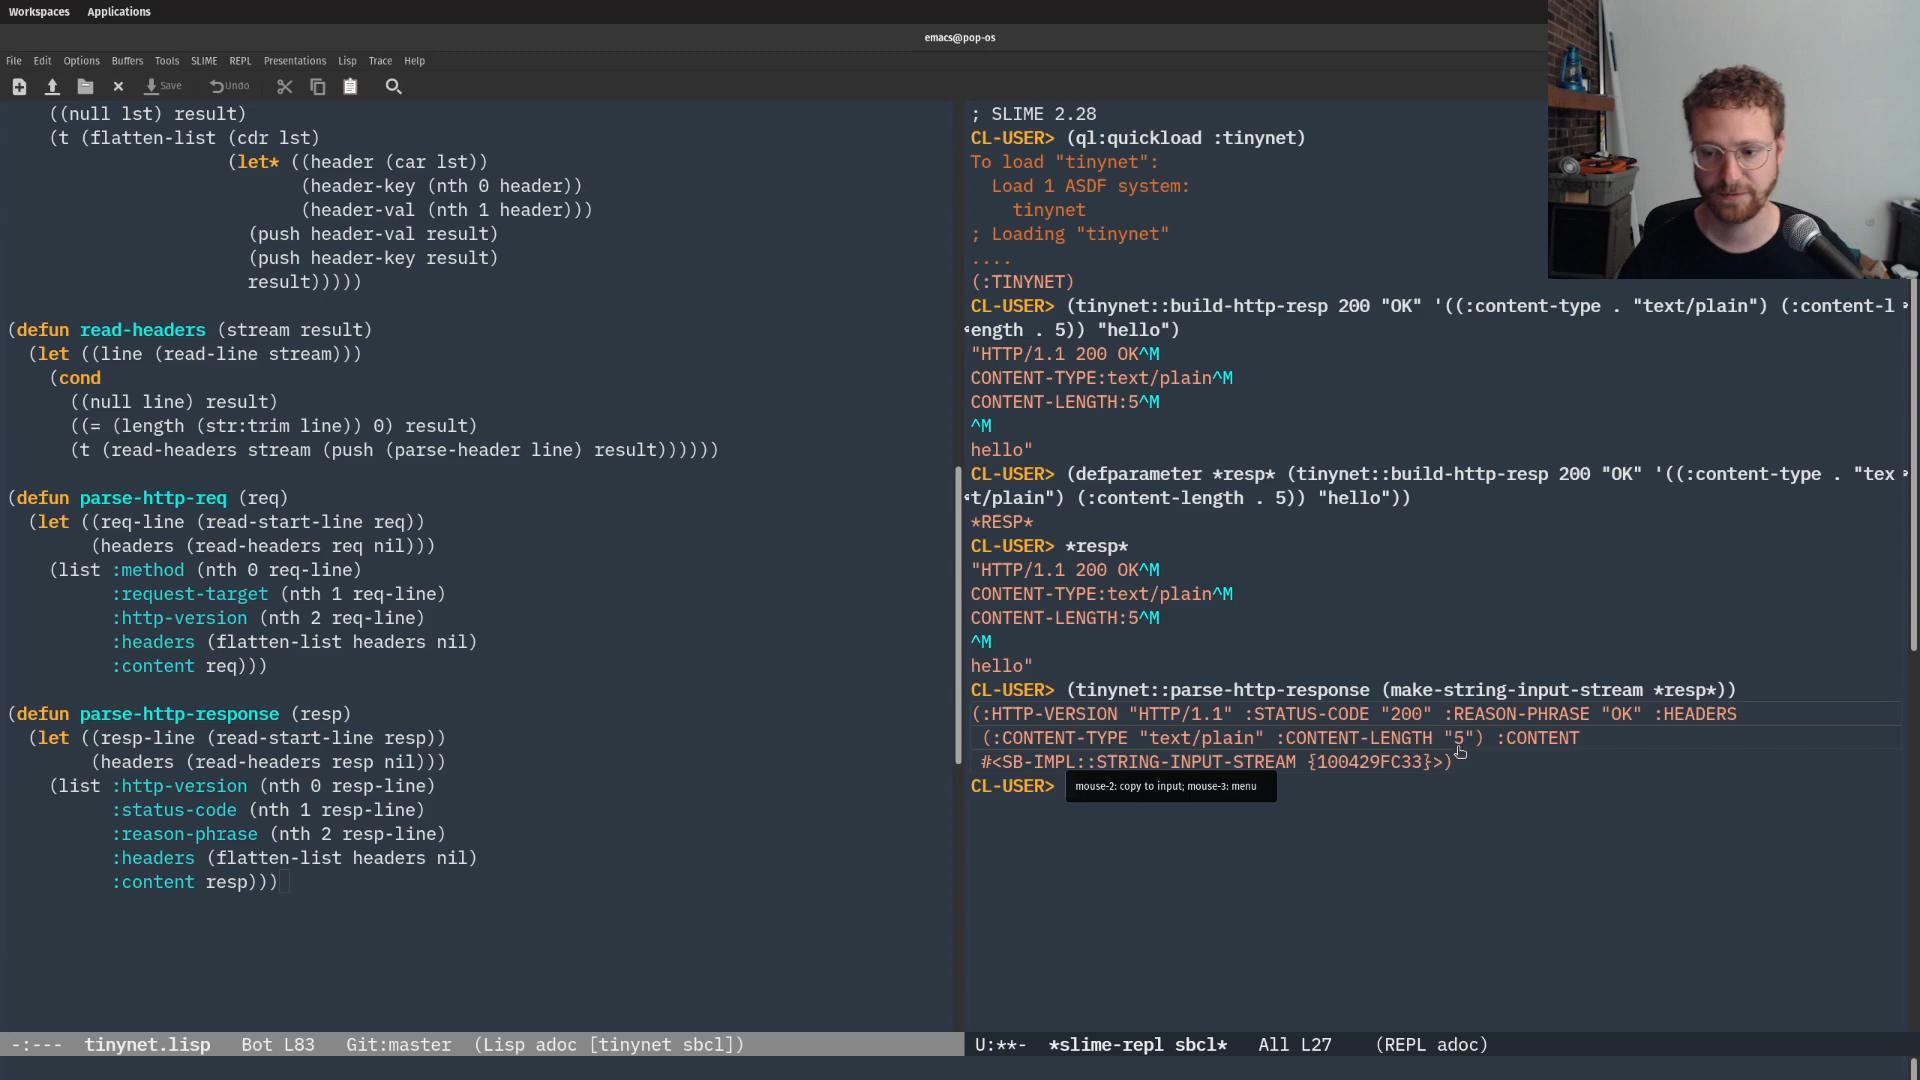 Workspaces Applications
emacs@pop-os
File Edit Options Buffers Tools SLIME REPL Presentations Lisp Trace Help
Save Undo
((null lst) result)
(t (flatten-list (cdr lst)
(let* ((header (car lst))
(header-key (nth 0 header))
(header-val (nth 1 header)))
(push header-val result)
(push header-key result)
result)))))
(defun read-headers (stream result)
(let ((line (read-line stream)))
(cond
((null line) result)
((= (length (str:trim line)) 0) result)
(t (read-headers stream (push (parse-header line) result))))))
(defun parse-http-req (req)
(let ((req-line (read-start-line req))
(headers (read-headers req nil)))
(list :method (nth 0 req-line)
:request-target (nth 1 req-line)
:http-version (nth 2 req-line)
:headers (flatten-list headers nil)
:content req)))
(defun parse-http-response (resp)
(let ((resp-line (read-start-line resp))
(headers (read-headers resp nil)))
(list :http-version (nth 0 resp-line)
:status-code (nth 1 resp-line)
:reason-phrase (nth 2 resp-line)
:headers (flatten-list headers nil)
:content resp)))
-:--- tinynet.lisp Bot L83 Git:master (Lisp adoc [tinynet sbcl])
; SLIME 2.28
CL-USER> (ql:quickload :tinynet)
To load "tinynet":
Load 1 ASDF system:
tinynet
; Loading "tinynet"
....
(:TINYNET)
CL-USER> (tinynet::build-http-resp 200 "OK" '((:content-type . "text/plain") (:content-l
ength . 5)) "hello")
"HTTP/1.1 200 OK^M
CONTENT-TYPE:text/plain^M
CONTENT-LENGTH:5^M
^M
hello"
CL-USER> (defparameter *resp* (tinynet::build-http-resp 200 "OK" '((:content-type . "tex
t/plain") (:content-length . 5)) "hello"))
*RESP*
CL-USER> *resp*
"HTTP/1.1 200 OK^M
CONTENT-TYPE:text/plain^M
CONTENT-LENGTH:5^M
^M
hello"
CL-USER> (tinynet::parse-http-response (make-string-input-stream *resp*))
(:HTTP-VERSION "HTTP/1.1" :STATUS-CODE "200" :REASON-PHRASE "OK" :HEADERS
(:CONTENT-TYPE "text/plain" :CONTENT-LENGTH "5") :CONTENT
#<SB-IMPL::STRING-INPUT-STREAM {100429FC33}>)
CL-USER>
mouse-2: copy to input; mouse-3: menu
U:**- *slime-repl sbcl* All L27 (REPL adoc)